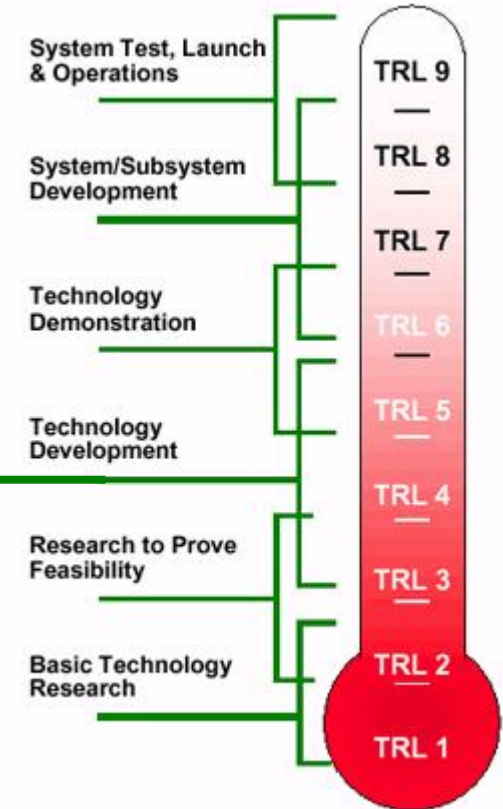 System Test, Launch
& Operations
System/Subsystem
Development
Technology
Demonstration
Technology
Development
Research to Prove
Feasibility
Basic Technology
Research
TRL 9
TRL 8
TRL 7
TRL 6
TRL 5
TRL 4
TRL 3
TRL 2
TRL 1